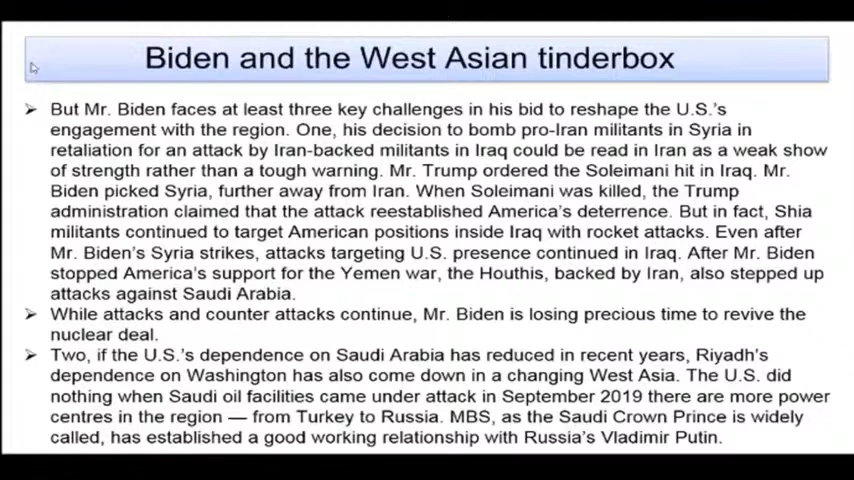 Biden and the West Asian tinderbox
➢ But Mr. Biden faces at least three key challenges in his bid to reshape the U.S.'s
engagement with the region. One, his decision to bomb pro-Iran militants in Syria in
retaliation for an attack by Iran-backed militants in Iraq could be read in Iran as a weak show
of strength rather than a tough warning. Mr. Trump ordered the Soleimani hit in Iraq. Mr.
Biden picked Syria, further away from Iran. When Soleimani was killed, the Trump
administration claimed that the attack reestablished America's deterrence. But in fact, Shia
militants continued to target American positions inside Iraq with rocket attacks. Even after
Mr. Biden's Syria strikes, attacks targeting U.S. presence continued in Iraq. After Mr. Biden
stopped America's support for the Yemen war, the Houthis, backed by Iran, also stepped up
attacks against Saudi Arabia.
➢ While attacks and counter attacks continue, Mr. Biden is losing precious time to revive the
nuclear deal.
➢ Two, if the U.S.'s dependence on Saudi Arabia has reduced in recent years, Riyadh's
dependence on Washington has also come down in a changing West Asia. The U.S. did
nothing when Saudi oil facilities came under attack in September 2019 there are more power
centres in the region — from Turkey to Russia. MBS, as the Saudi Crown Prince is widely
called, has established a good working relationship with Russia's Vladimir Putin.